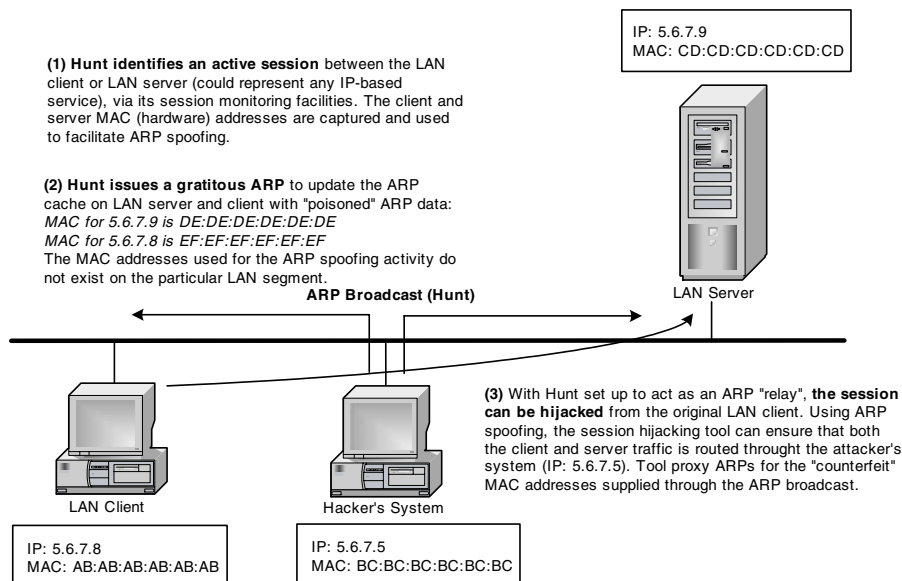 IP: 5.6.7.9
MAC: CD:CD:CD:CD:CD:CD
(1) Hunt identifies an active session between the LAN
client or LAN server (could represent any IP-based
service), via its session monitoring facilities. The client and
server MAC (hardware) addresses are captured and used
to facilitate ARP spoofing.
(2) Hunt issues a gratitous ARP to update the ARP
cache on LAN server and client with "poisoned" ARP data:
MAC for 5.6.7.9 is DE:DE:DE:DE:DE:DE
MAC for 5.6.7.8 is EF:EF:EF:EF:EF:EF
The MAC addresses used for the ARP spoofing activity do
not exist on the particular LAN segment.
ARP Broadcast (Hunt)
LAN Server
(3) With Hunt set up to act as an ARP "relay", the session
can be hijacked from the original LAN client. Using ARP
spoofing, the session hijacking tool can ensure that both
the client and server traffic is routed throught the attacker's
system (IP: 5.6.7.5). Tool proxy ARPs for the "counterfeit"
MAC addresses supplied through the ARP broadcast.
LAN Client
Hacker's System
IP: 5.6.7.8
MAC: AB:AB:AB:AB:AB:AB
IP: 5.6.7.5
MAC: BC:BC:BC:BC:BC:BC